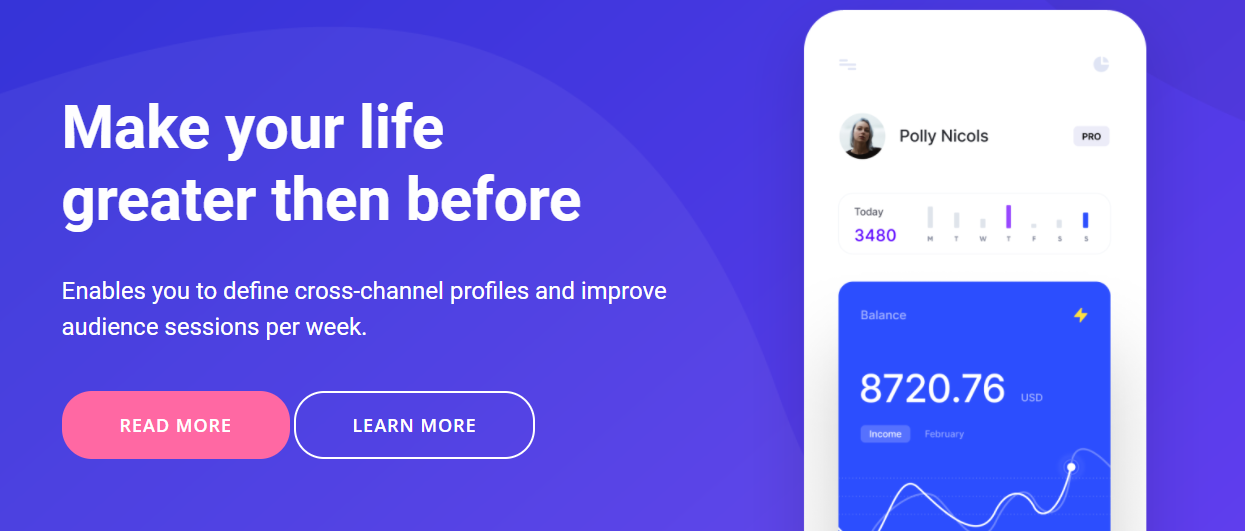 Make your life
greater then before
Enables you to define cross-channel profiles and improve
audience sessions per week.
READ MORE LEARN MORE
Polly Nicols PRO
Today
3480
M T W T F S S
Balance
8720.76 USD
Income February